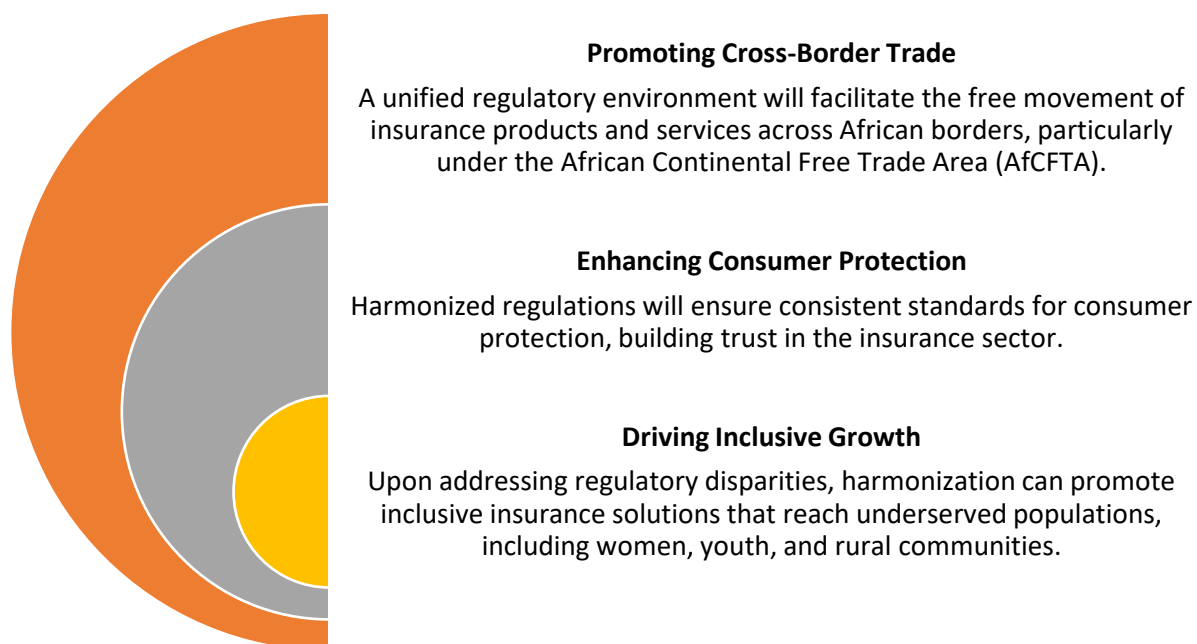 Promoting Cross-Border Trade
A unified regulatory environment will facilitate the free movement of
insurance products and services across African borders, particularly
under the African Continental Free Trade Area (AfCFTA).
Enhancing Consumer Protection
Harmonized regulations will ensure consistent standards for consumer
protection, building trust in the insurance sector.
Driving Inclusive Growth
Upon addressing regulatory disparities, harmonization can promote
inclusive insurance solutions that reach underserved populations,
including women, youth, and rural communities.